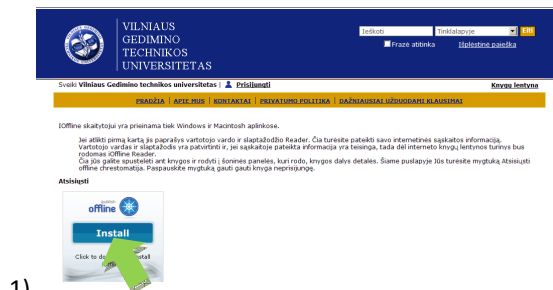 VILNIAUS
GEDIMINO
TECHNIKOS
UNIVERSITETAS
Ieškoti Tinklalapyje Eiti
Frazė atitinka Išplėstinė paieška
Sveiki Vilniaus Gedimino technikos universitetas | Prisijungti Knygų lentyna
PRADŽIA | APIE MUS | KONTAKTAI | PRIVATUMO POLITIKA | DAŽNIAUSIAI UŽDUODAMI KLAUSIMAI
IOffline skaitytojui yra prieinama tiek Windows ir Macintosh aplinkose.
Jei atlikti pirmą kartą jis paprašys vartotojo vardo ir slaptažodžio Reader. Čia turėsite pateikti savo internetinės sąskaitos informaciją.
Vartotojo vardas ir slaptažodis yra patvirtinti ir, jei sąskaitoje pateikta informacija yra teisinga, tada dėl interneto knygų lentynos turinys bus
rodomas iOffline Reader.
Čia jūs galite spustelėti ant knygos ir rodyti į šoninės panelės, kuri rodo, knygos dalys detalės. Šiame puslapyje Jūs turėsite mygtuką Atsisiųsti
offline chrestomatija. Paspauskite mygtuką gauti gauti knyga neprisijungę.
Atsisiųsti
offline
Install
Click to
1)